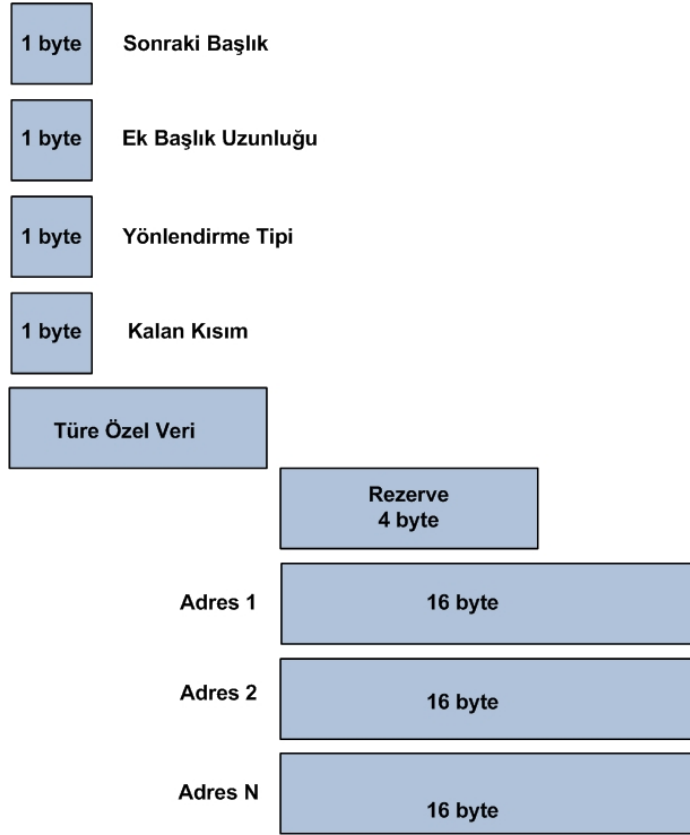 1 byte Sonraki Başlık
1 byte Ek Başlık Uzunluğu
1 byte Yönlendirme Tipi
1 byte Kalan Kısım
Türe Özel Veri
Rezerve
4 byte
Adres 1 16 byte
Adres 2 16 byte
Adres N 16 byte